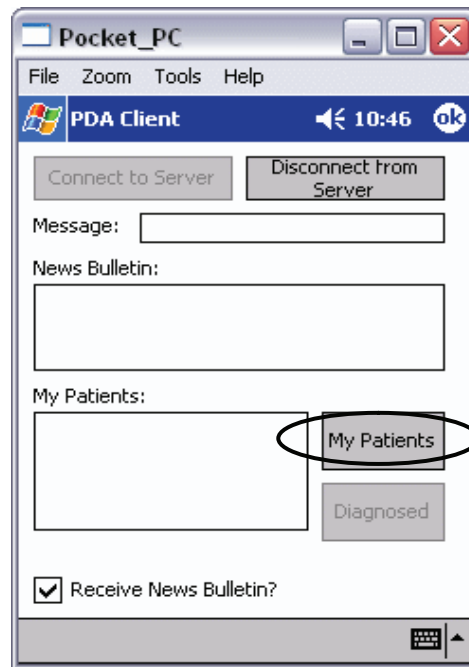 Pocket_PC
File Zoom Tools Help
PDA Client 10:46 ok
Connect to Server
Disconnect from
Server
Message:
News Bulletin:
My Patients:
My Patients
Diagnosed
Receive News Bulletin?